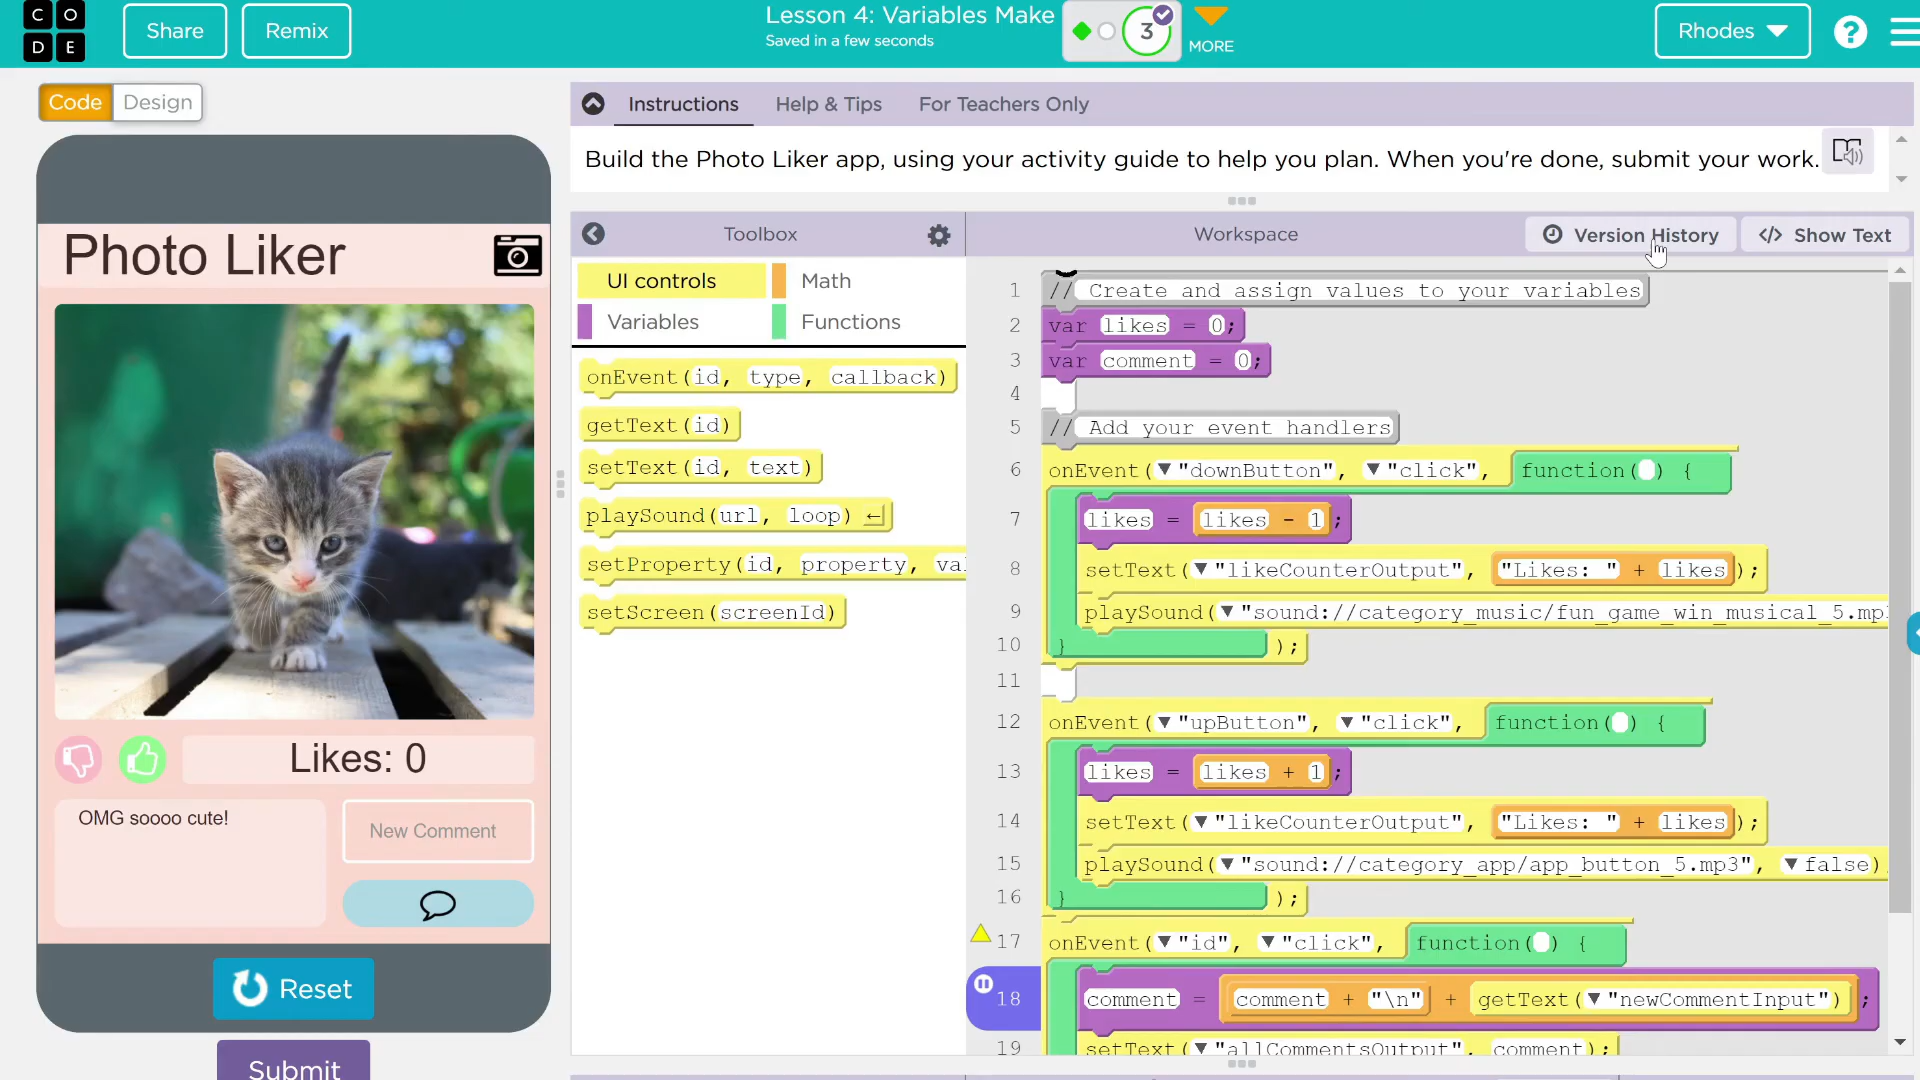 CODE
Share
Remix
Lesson 4: Variables Make
Saved in a few seconds
3
MORE
Rhodes
?
Code
Design
Instructions
Help & Tips
For Teachers Only
Build the Photo Liker app, using your activity guide to help you plan. When you're done, submit your work.
Photo Liker
Likes: 0
OMG soooo cute!
New Comment
Reset
Submit
Toolbox
UI controls
Math
Variables
Functions
onEvent(id, type, callback)
getText(id)
setText(id, text)
playSound(url, loop)
setProperty(id, property, val
setScreen(screenId)
Workspace
Version History
</> Show Text
1 // Create and assign values to your variables
2 var likes = 0;
3 var comment = 0;
4
5 // Add your event handlers
6 onEvent(▼"downButton", ▼"click", function() {
7 likes = likes - 1;
8 setText(▼"likeCounterOutput", "Likes: " + likes);
9 playSound(▼"sound://category_music/fun_game_win_musical_5.mp3
10 } );
11
12 onEvent(▼"upButton", ▼"click", function() {
13 likes = likes + 1;
14 setText(▼"likeCounterOutput", "Likes: " + likes);
15 playSound(▼"sound://category_app/app_button_5.mp3", ▼false)
16 } );
17 onEvent(▼"id", ▼"click", function() {
18 comment = comment + "\n" + getText(▼"newCommentInput");
19 setText(▼"allCommentsOutput", comment);